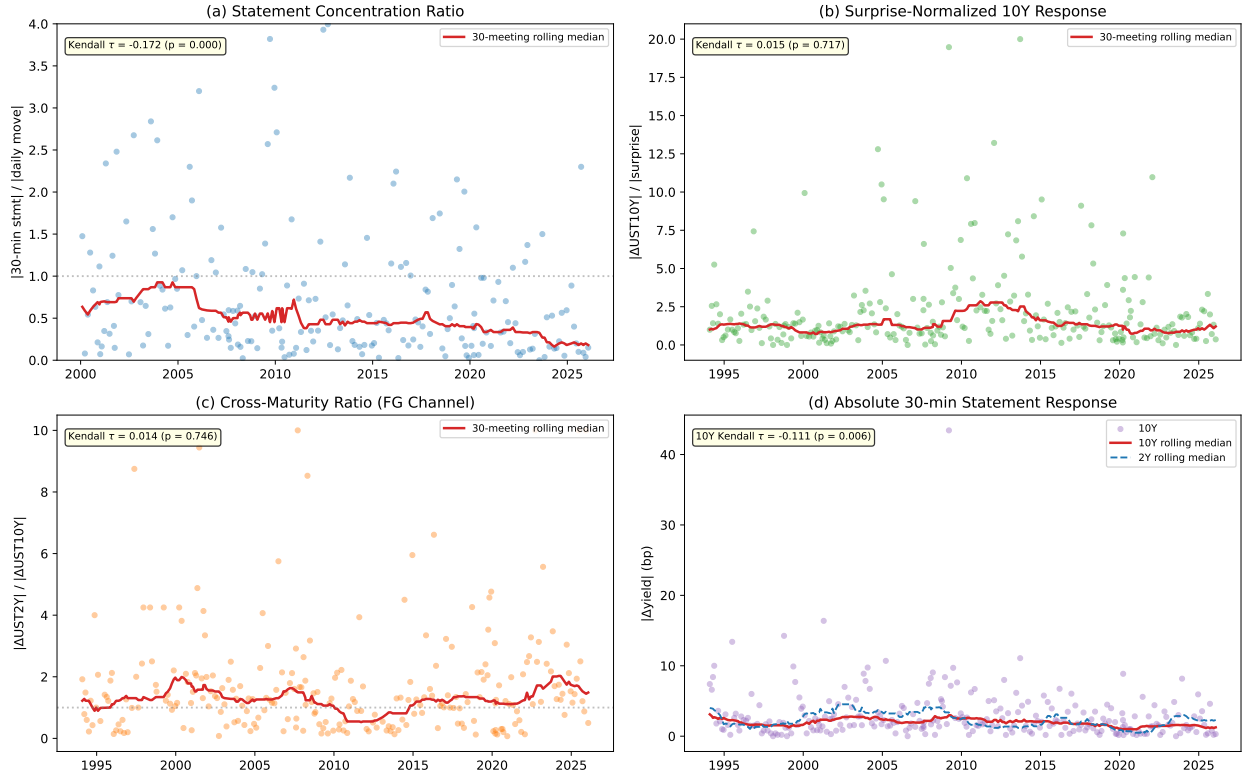 (a) Statement Concentration Ratio
Kendall τ = -0.172 (p = 0.000)
30-meeting rolling median
|30-min stmt| / |daily move|
4.0
3.5
3.0
2.5
2.0
1.5
1.0
0.5
0.0
2000 2005 2010 2015 2020 2025
(b) Surprise-Normalized 10Y Response
Kendall τ = 0.015 (p = 0.717)
30-meeting rolling median
|ΔUST10Y| / |surprise|
20.0
17.5
15.0
12.5
10.0
7.5
5.0
2.5
0.0
1995 2000 2005 2010 2015 2020 2025
(c) Cross-Maturity Ratio (FG Channel)
Kendall τ = 0.014 (p = 0.746)
30-meeting rolling median
|ΔUST2Y| / |ΔUST10Y|
10
8
6
4
2
0
1995 2000 2005 2010 2015 2020 2025
(d) Absolute 30-min Statement Response
10Y Kendall τ = -0.111 (p = 0.006)
10Y
10Y rolling median
2Y rolling median
|Δyield| (bp)
40
30
20
10
0
1995 2000 2005 2010 2015 2020 2025